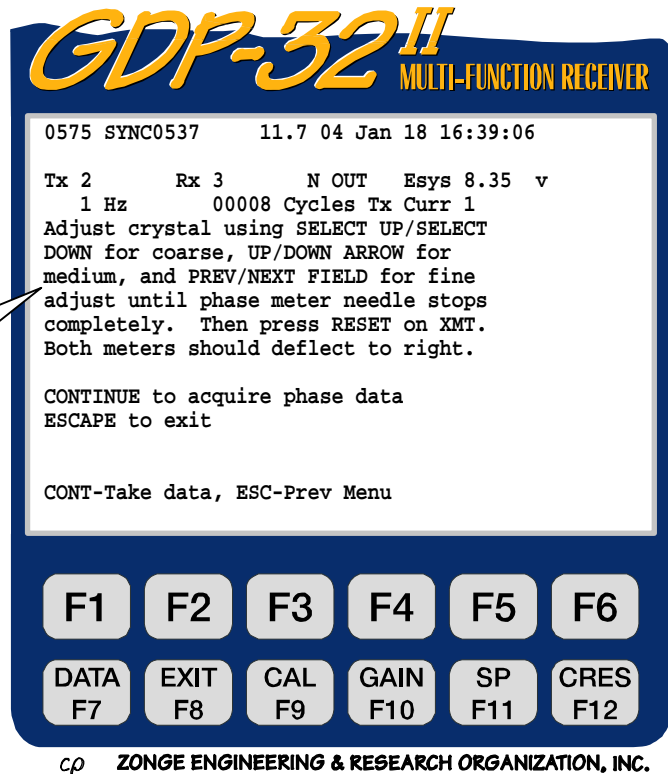 GDP-32 II
MULTI-FUNCTION RECEIVER
0575 SYNC0537 11.7 04 Jan 18 16:39:06
Tx 2 Rx 3 N OUT Esys 8.35 v
1 Hz 00008 Cycles Tx Curr 1
Adjust crystal using SELECT UP/SELECT
DOWN for coarse, UP/DOWN ARROW for
medium, and PREV/NEXT FIELD for fine
adjust until phase meter needle stops
completely. Then press RESET on XMT.
Both meters should deflect to right.
CONTINUE to acquire phase data
ESCAPE to exit
CONT-Take data, ESC-Prev Menu
F1 F2 F3 F4 F5 F6
DATA EXIT CAL GAIN SP CRES
F7 F8 F9 F10 F11 F12
ZONGE ENGINEERING & RESEARCH ORGANIZATION, INC.